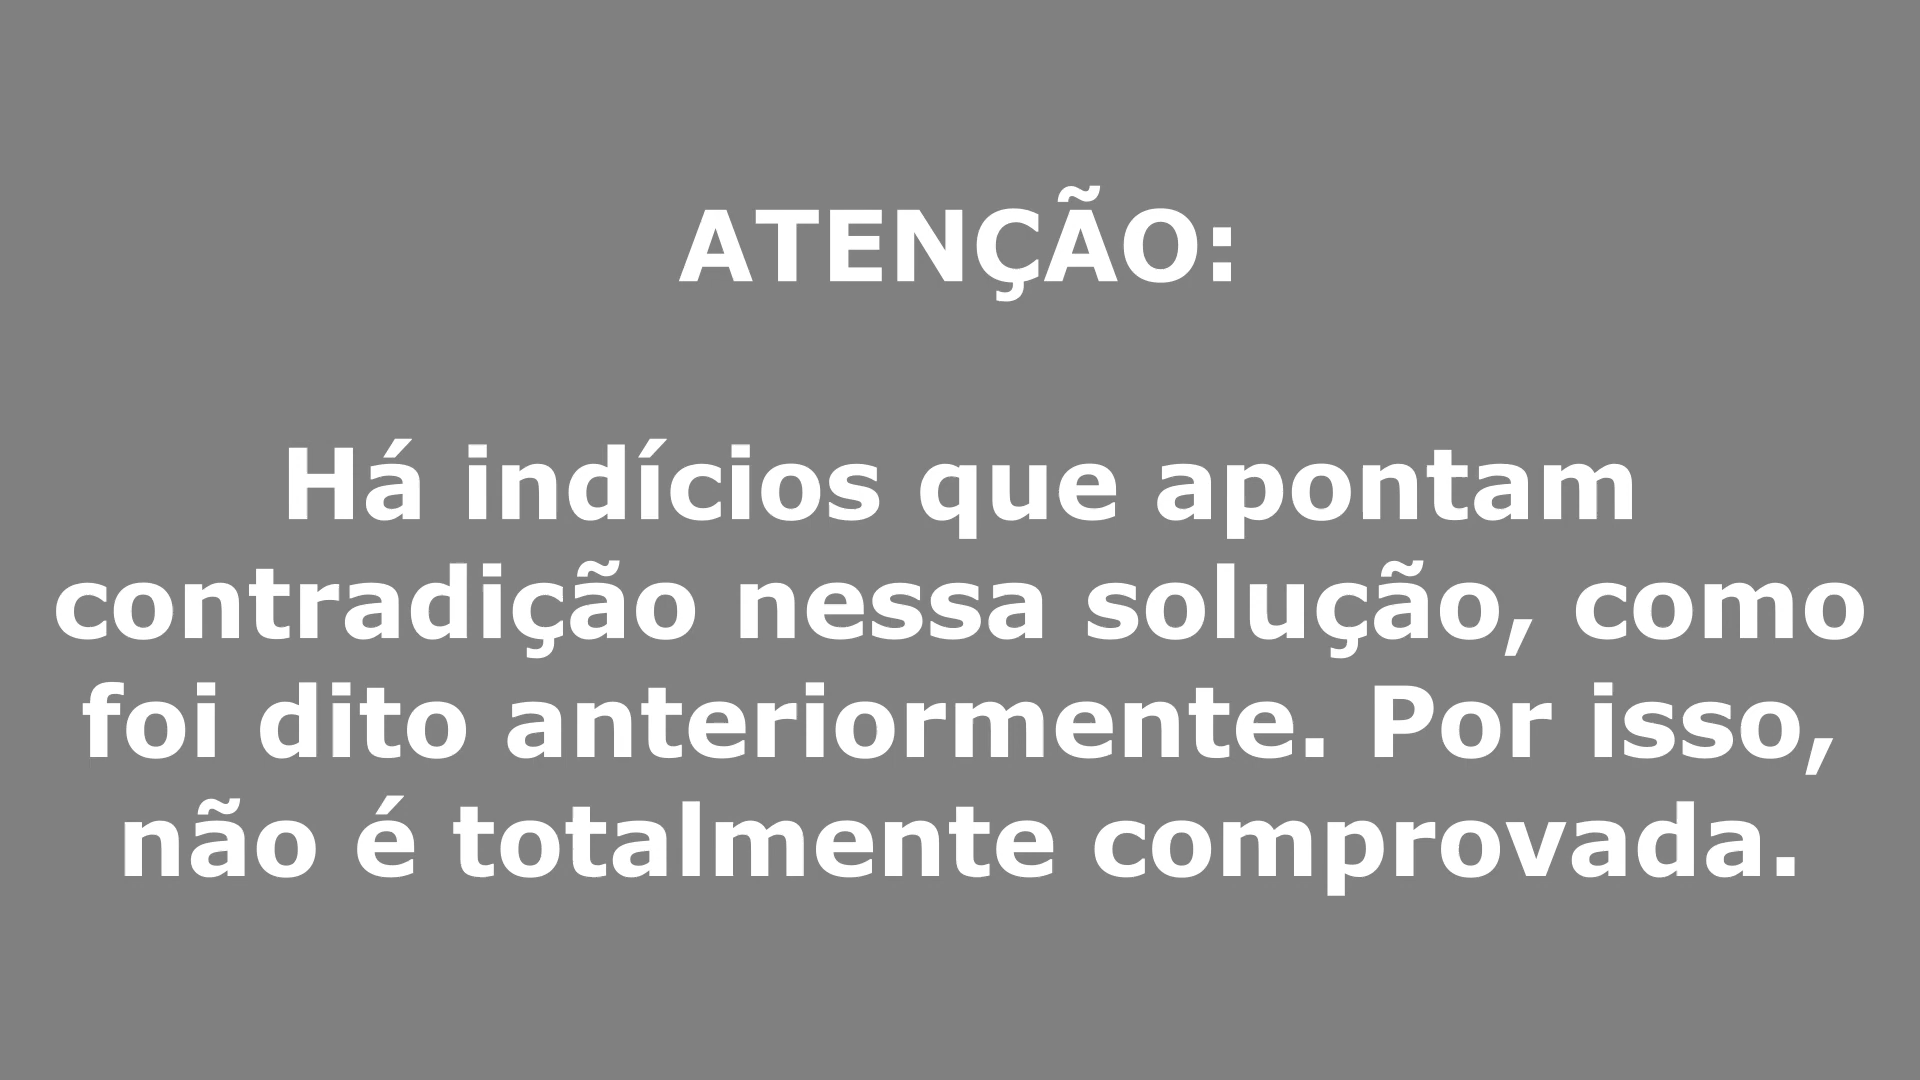 ATENÇÃO:
Há indícios que apontam
contradição nessa solução, como
foi dito anteriormente. Por isso,
não é totalmente comprovada.